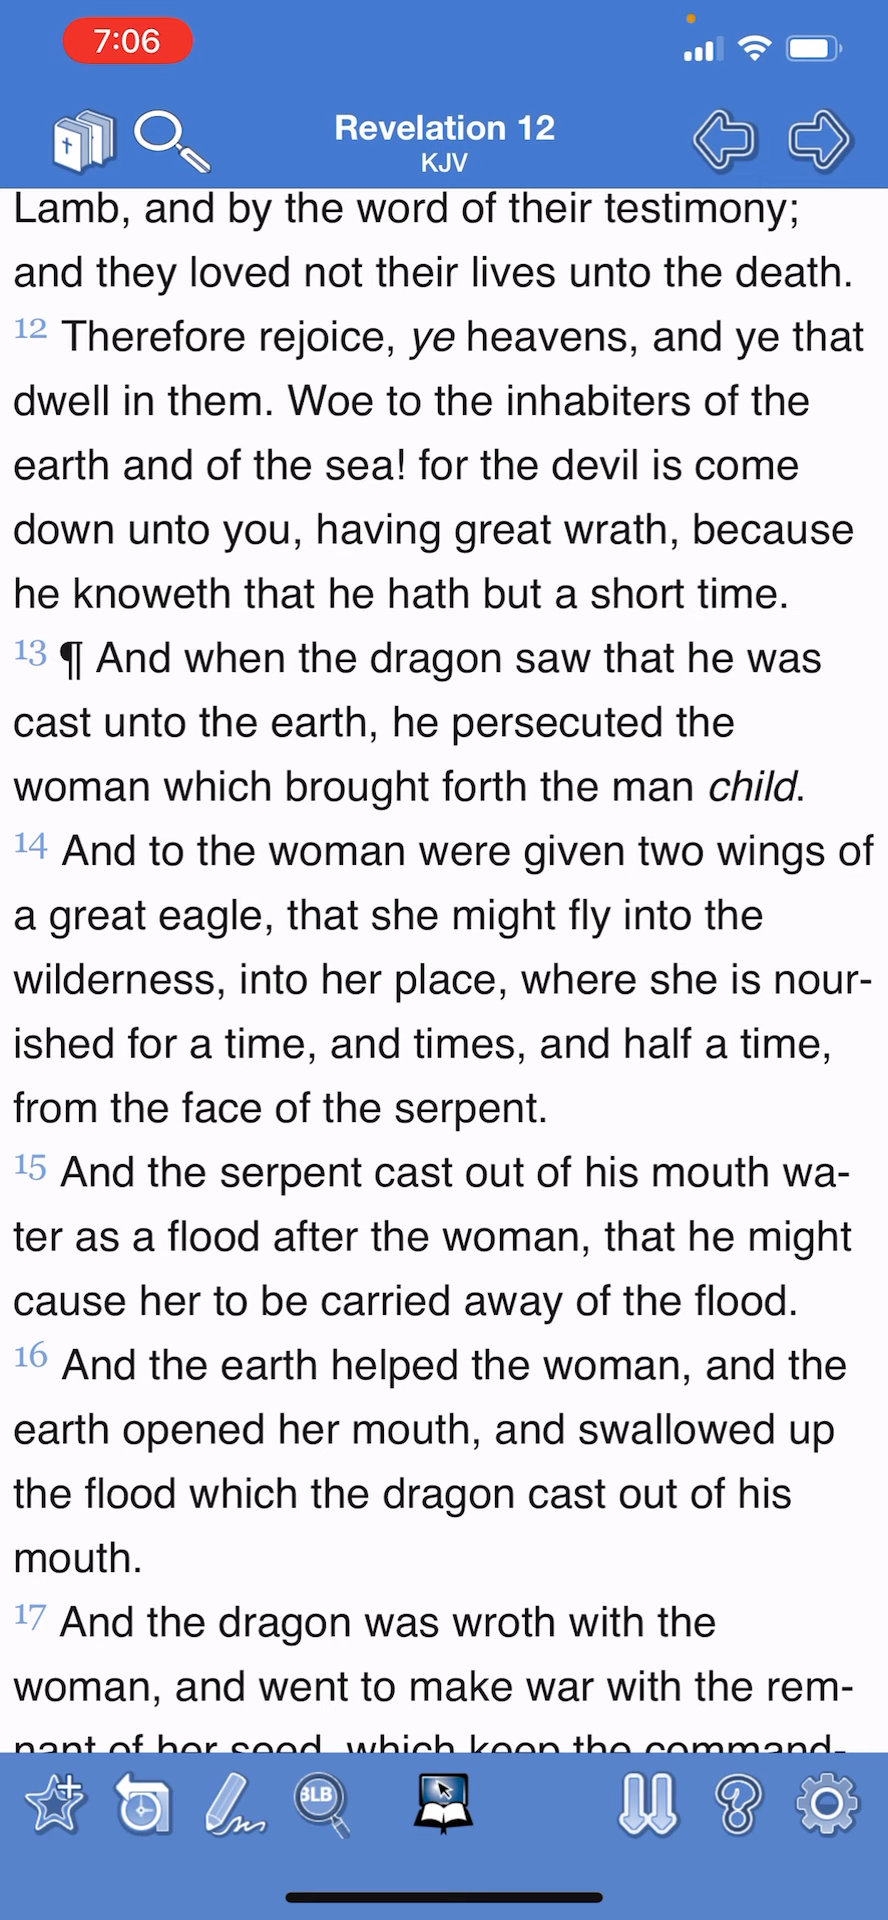 7:06
Revelation 12
KJV
Lamb, and by the word of their testimony;
and they loved not their lives unto the death.
12 Therefore rejoice, ye heavens, and ye that
dwell in them. Woe to the inhabiters of the
earth and of the sea! for the devil is come
down unto you, having great wrath, because
he knoweth that he hath but a short time.
13 ¶ And when the dragon saw that he was
cast unto the earth, he persecuted the
woman which brought forth the man child.
14 And to the woman were given two wings of
a great eagle, that she might fly into the
wilderness, into her place, where she is nour-
ished for a time, and times, and half a time,
from the face of the serpent.
15 And the serpent cast out of his mouth wa-
ter as a flood after the woman, that he might
cause her to be carried away of the flood.
16 And the earth helped the woman, and the
earth opened her mouth, and swallowed up
the flood which the dragon cast out of his
mouth.
17 And the dragon was wroth with the
woman, and went to make war with the rem-
nant of her seed, which keep the command-
BLB